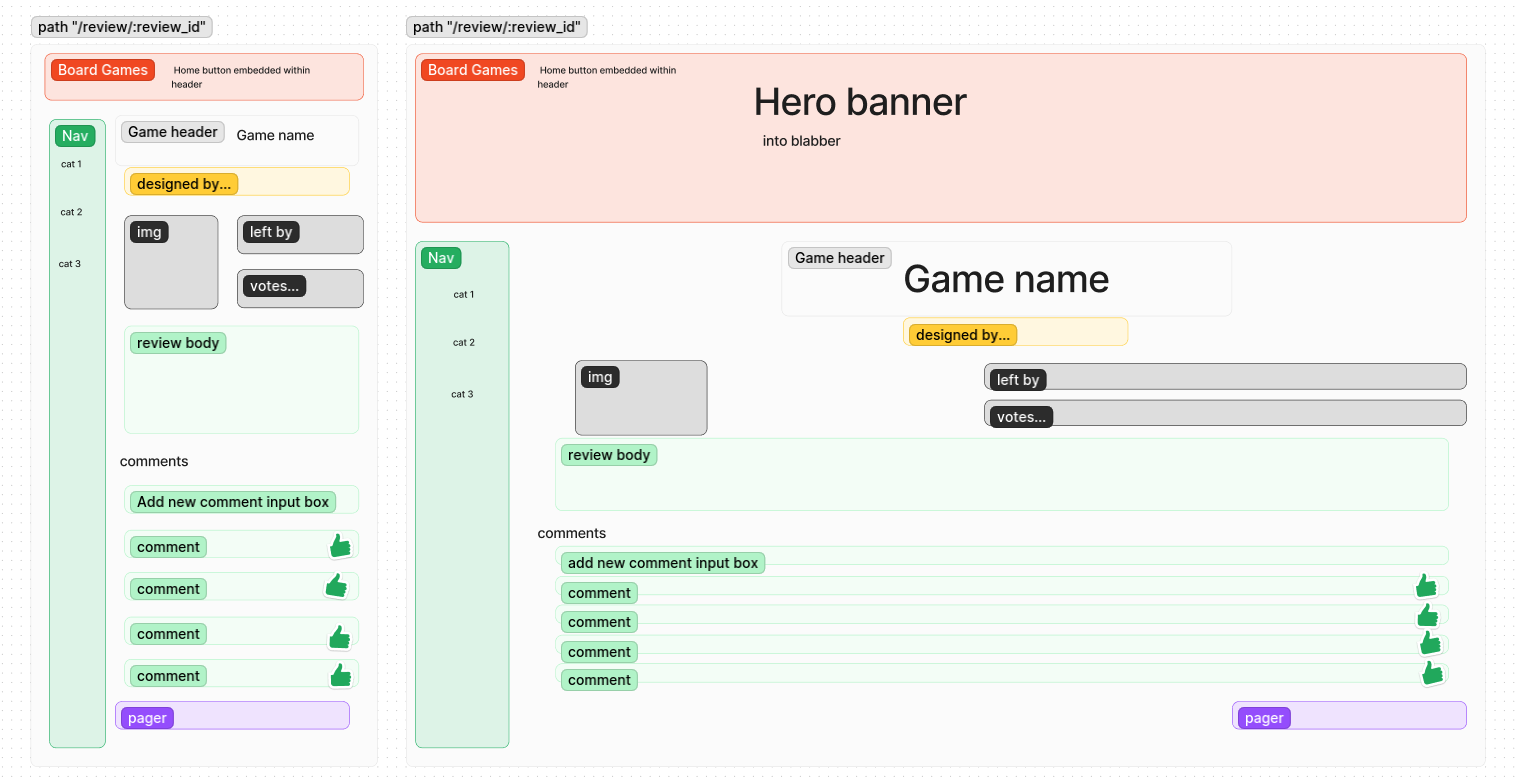 path "/review/:review_id"
Board Games
Home button embedded within
header
Nav
cat 1
cat 2
cat 3
Game header
Game name
designed by...
img
left by
votes...
review body
comments
Add new comment input box
comment
comment
comment
comment
pager
path "/review/:review_id"
Board Games
Home button embedded within
header
Hero banner
into blabber
Nav
cat 1
cat 2
cat 3
Game header
Game name
designed by...
img
left by
votes...
review body
comments
add new comment input box
comment
comment
comment
comment
pager